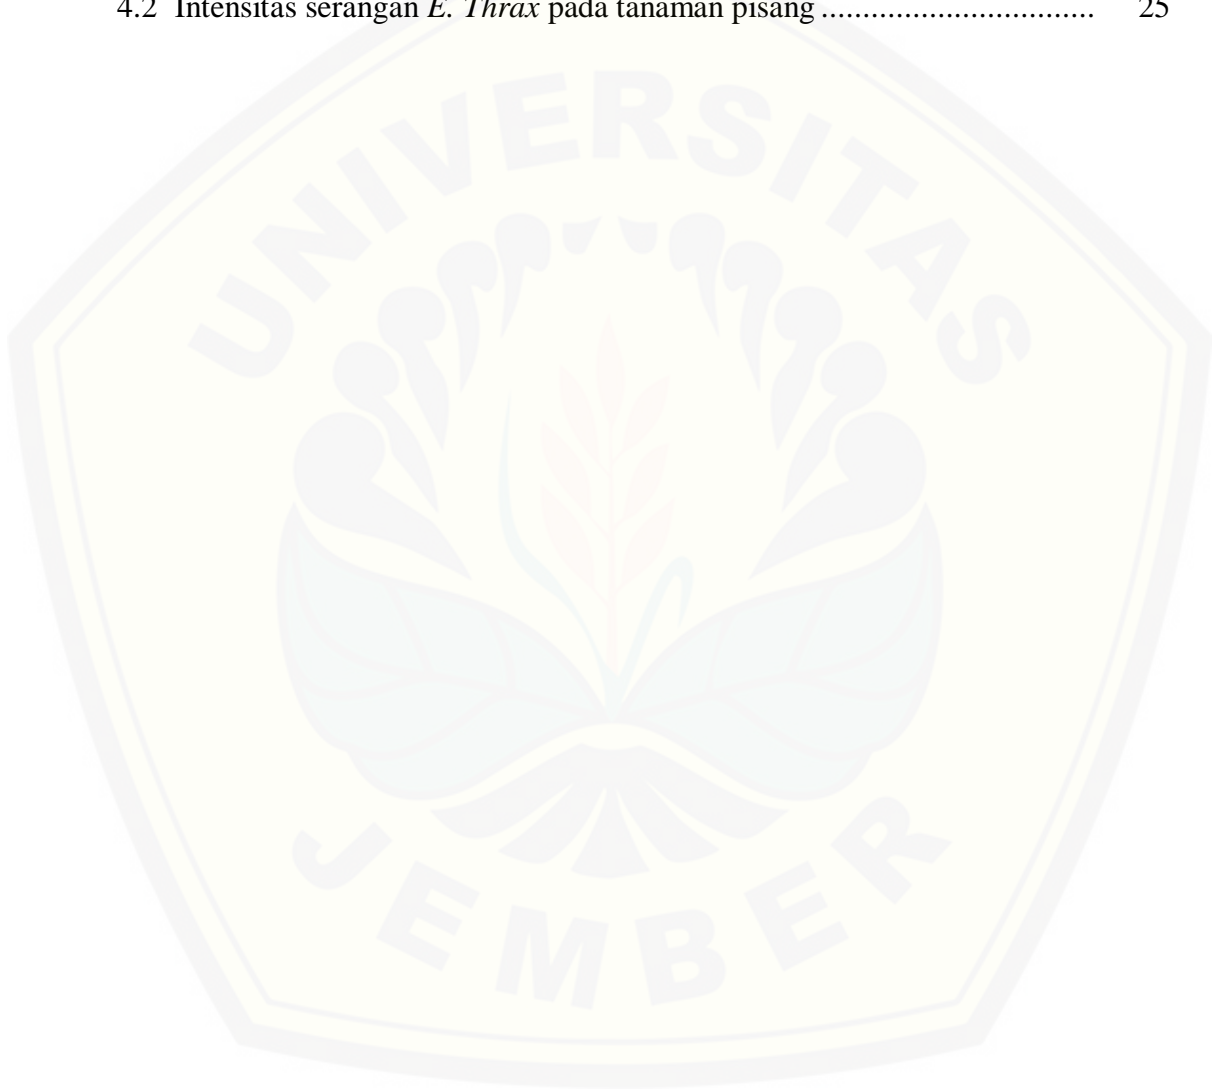 4.2 Intensitas serangan E. Thrax pada tanaman pisang .............................. 25
UNIVERSITAS
JEMBER